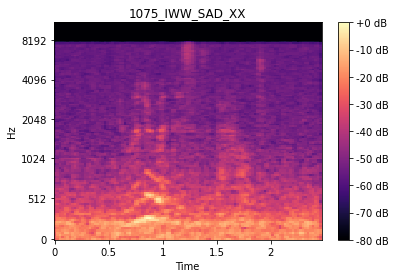 1075_IWW_SAD_XX
8192
4096
2048
1024
512
0
Hz
0
0.5
1
1.5
2
Time
+0 dB
-10 dB
-20 dB
-30 dB
-40 dB
-50 dB
-60 dB
-70 dB
-80 dB